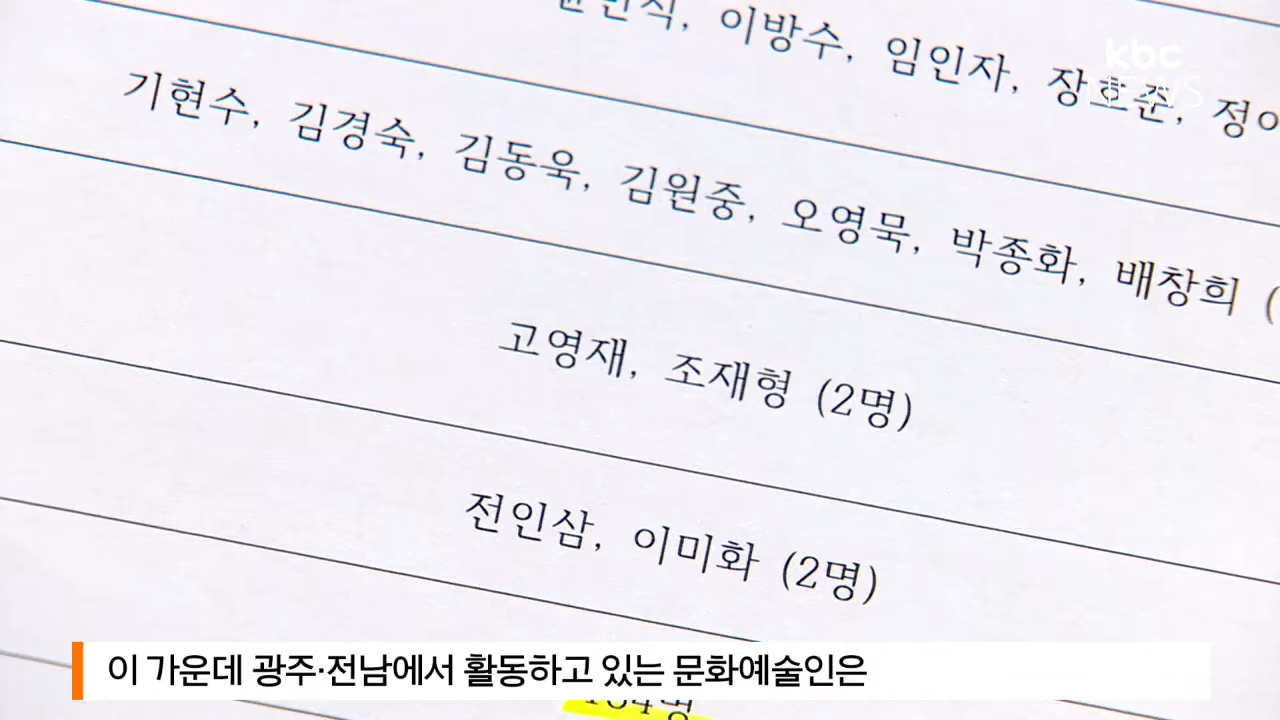 이방수, 임인자, 장호준,
kbc
NEWS
기현수, 김경숙, 김동욱, 김원중, 오영묵, 박종화, 배창희 (
고영재, 조재형 (2명)
전인삼, 이미화 (2명)
이 가운데 광주·전남에서 활동하고 있는 문화예술인은